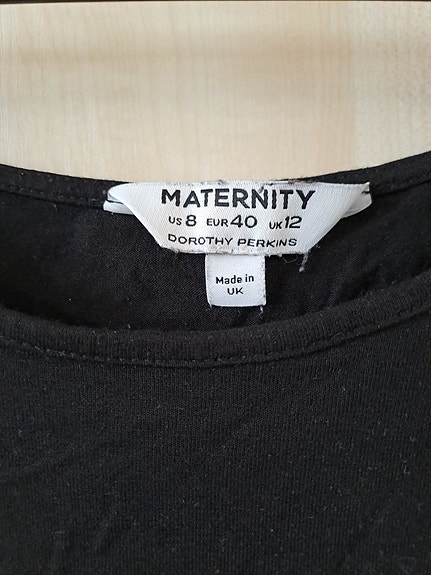 MATERNITY
US 8 EUR 40 UK 12
DOROTHY PERKINS
Made in
UK